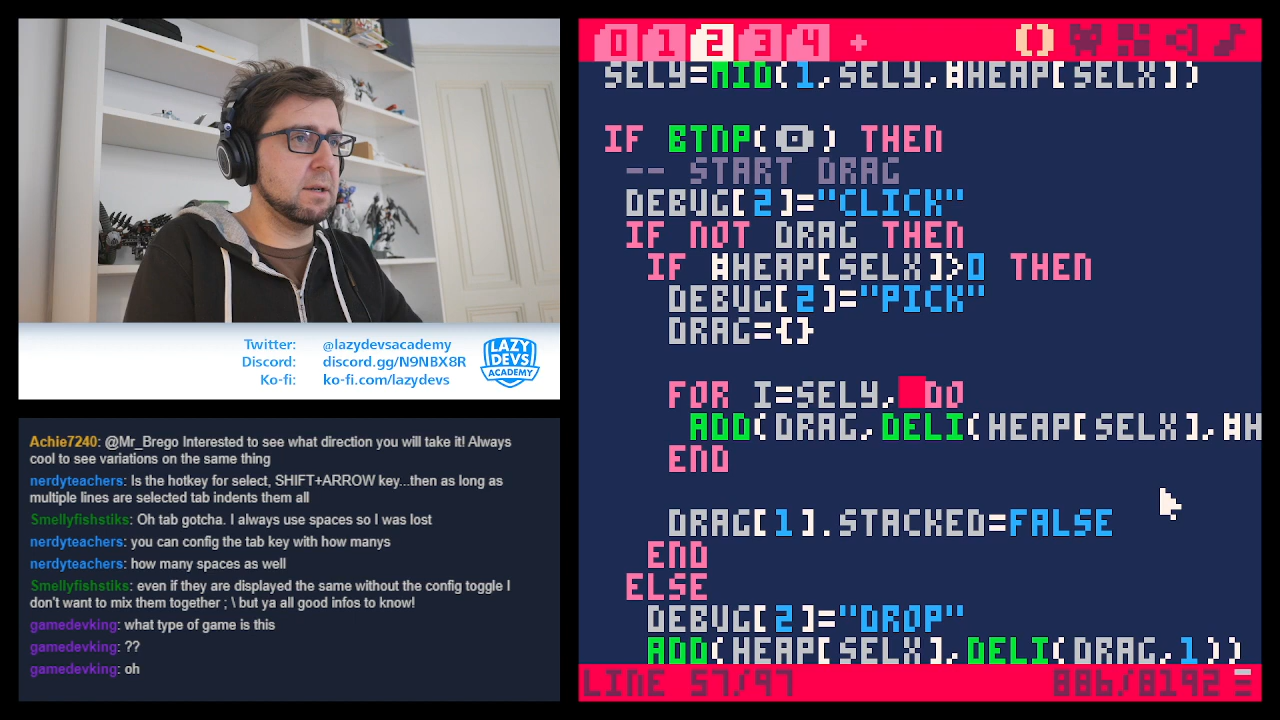 Twitter: @lazydevsacademy
Discord: discord.gg/N9NBX8R
Ko-fi: ko-fi.com/lazydevs
LAZY
DEVS
ACADEMY
Achie7240: @Mr_Brego Interested to see what direction you will take it! Always
cool to see variations on the same thing
nerdyteachers: Is the hotkey for select, SHIFT+ARROW key...then as long as
multiple lines are selected tab indents them all
Smellyfishstiks: Oh tab gotcha. I always use spaces so I was lost
nerdyteachers: you can config the tab key with how manys
nerdyteachers: how many spaces as well
Smellyfishstiks: even if they are displayed the same without the config toggle I
don't want to mix them together ; \ but ya all good infos to know!
gamedevking: what type of game is this
gamedevking: ??
gamedevking: oh
0 1 2 3 4 +
SELY=MID(1,SELY,#HEAP[SELX])
IF BTNP(🅾️) THEN
-- START DRAG
DEBUG[2]="CLICK"
IF NOT DRAG THEN
IF #HEAP[SELX]>0 THEN
DEBUG[2]="PICK"
DRAG={}
FOR I=SELY, DO
ADD(DRAG,DELI(HEAP[SELX],#H
END
DRAG[1].STACKED=FALSE
END
ELSE
DEBUG[2]="DROP"
ADD(HEAP[SELX],DELI(DRAG,1))
LINE 57/97 886/8192